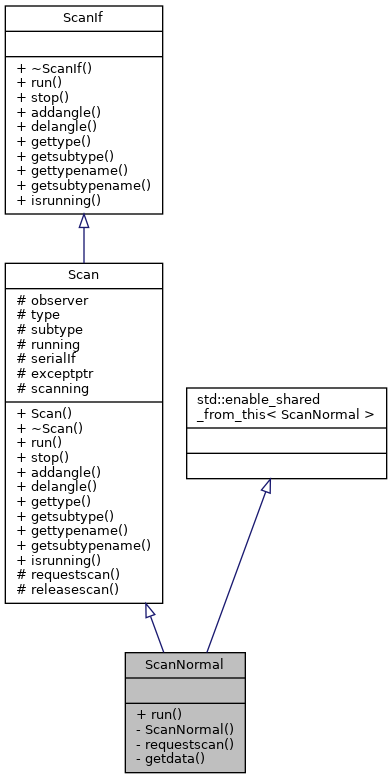 ScanIf
+ ~ScanIf()
+ run()
+ stop()
+ addangle()
+ delangle()
+ gettype()
+ getsubtype()
+ gettypename()
+ getsubtypename()
+ isrunning()
Scan
# observer
# type
# subtype
# running
# serialIf
# exceptptr
# scanning
+ Scan()
+ ~Scan()
+ run()
+ stop()
+ addangle()
+ delangle()
+ gettype()
+ getsubtype()
+ gettypename()
+ getsubtypename()
+ isrunning()
# requestscan()
# releasescan()
std::enable_shared
_from_this< ScanNormal >
ScanNormal
+ run()
- ScanNormal()
- requestscan()
- getdata()